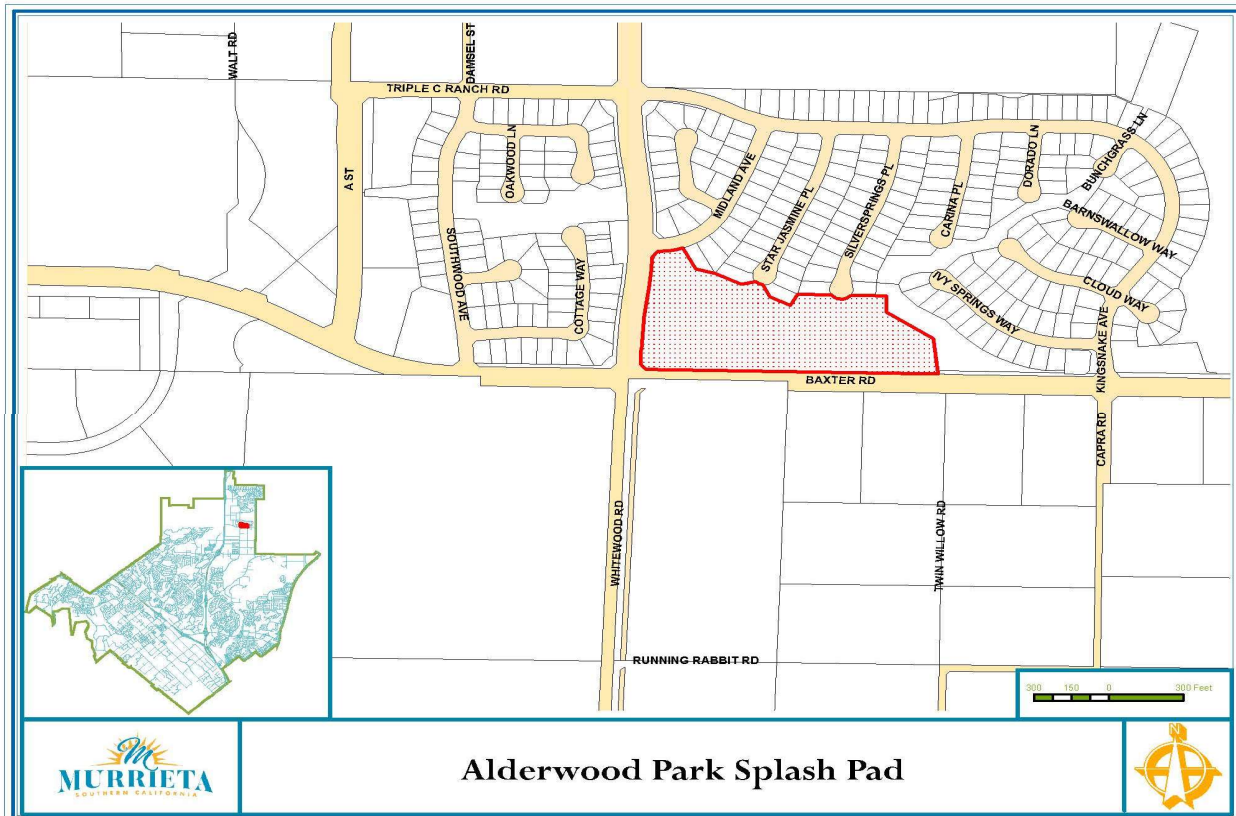 WALT RD
DAMSEL ST
TRIPLE C RANCH RD
A ST
OAKWOOD LN
SOUTHWOOD AVE
COTTAGE WAY
MIDLAND AVE
STAR JASMINE PL
SILVERSPRINGS PL
CARINA PL
DORADO LN
BUNCHGRASS LN
BARNSWALLOW WAY
CLOUD WAY
IVY SPRINGS WAY
KINGSNAKE AVE
BAXTER RD
CAPRA RD
WHITEWOOD RD
TWIN WILLOW RD
RUNNING RABBIT RD
300 150 0 300 Feet
M
MURRIETA
SOUTHERN CALIFORNIA
Alderwood Park Splash Pad
N